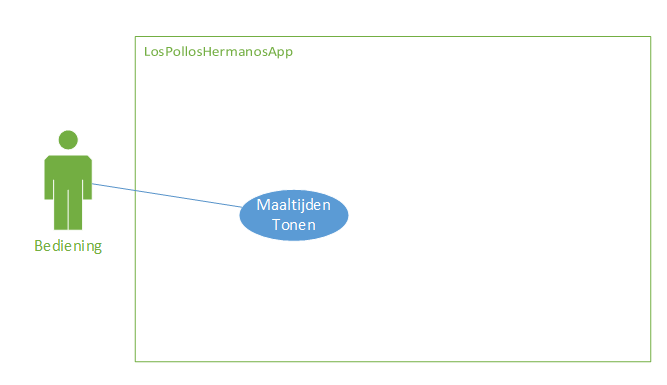 LosPollosHermanosApp
Maaltijden
Tonen
Bediening